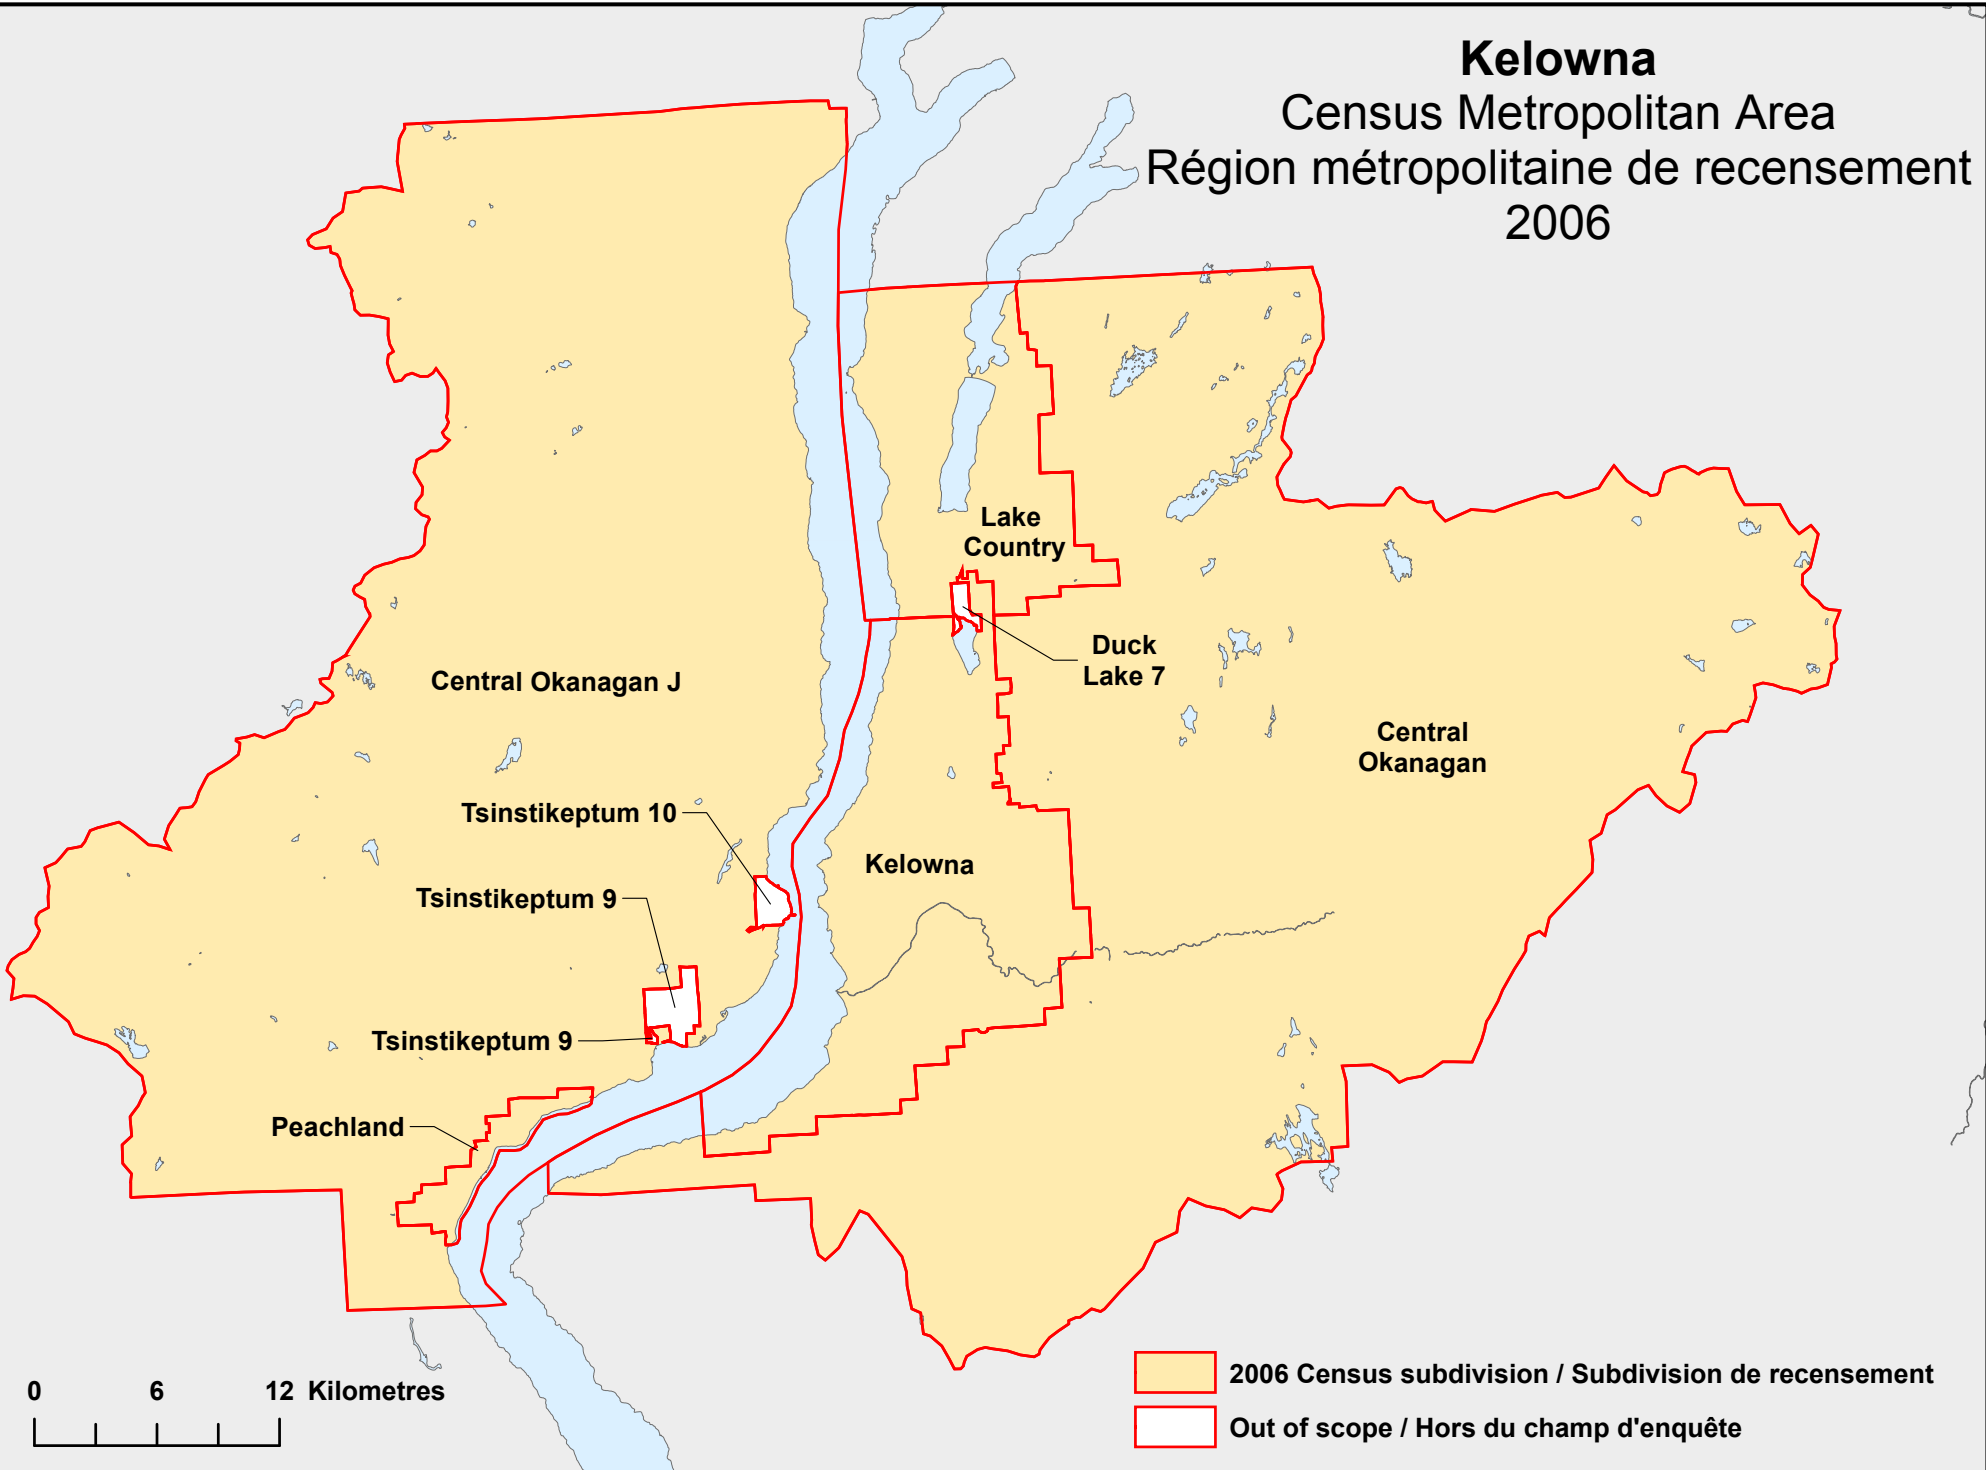 Kelowna
Census Metropolitan Area
Région métropolitaine de recensement
2006
Lake
Country
Duck
Lake 7
Central Okanagan J
Central
Okanagan
Tsinstikeptum 10
Kelowna
Tsinstikeptum 9
Tsinstikeptum 9
Peachland
0 6 12 Kilometres
2006 Census subdivision / Subdivision de recensement
Out of scope / Hors du champ d'enquête